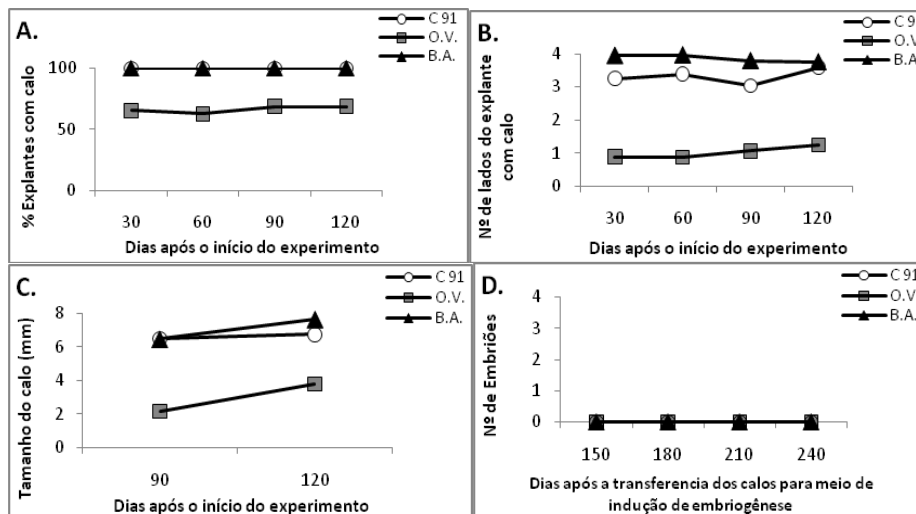 A.
C 91
O.V.
B.A.
% Explantes com calo
100
50
0
30 60 90 120
Dias após o início do experimento
B.
C 9
O.V.
B.A.
Nº de lados do explante
com calo
4
3
2
1
0
30 60 90 120
Dias após o início do experimento
C.
C 91
O.V.
B.A.
Tamanho do calo (mm)
8
6
4
2
0
90 120
Dias após o início do experimento
D.
C 91
O.V.
B.A.
Nº de Embriões
4
3
2
1
0
150 180 210 240
Dias após a transferencia dos calos para meio de
indução de embriogênese